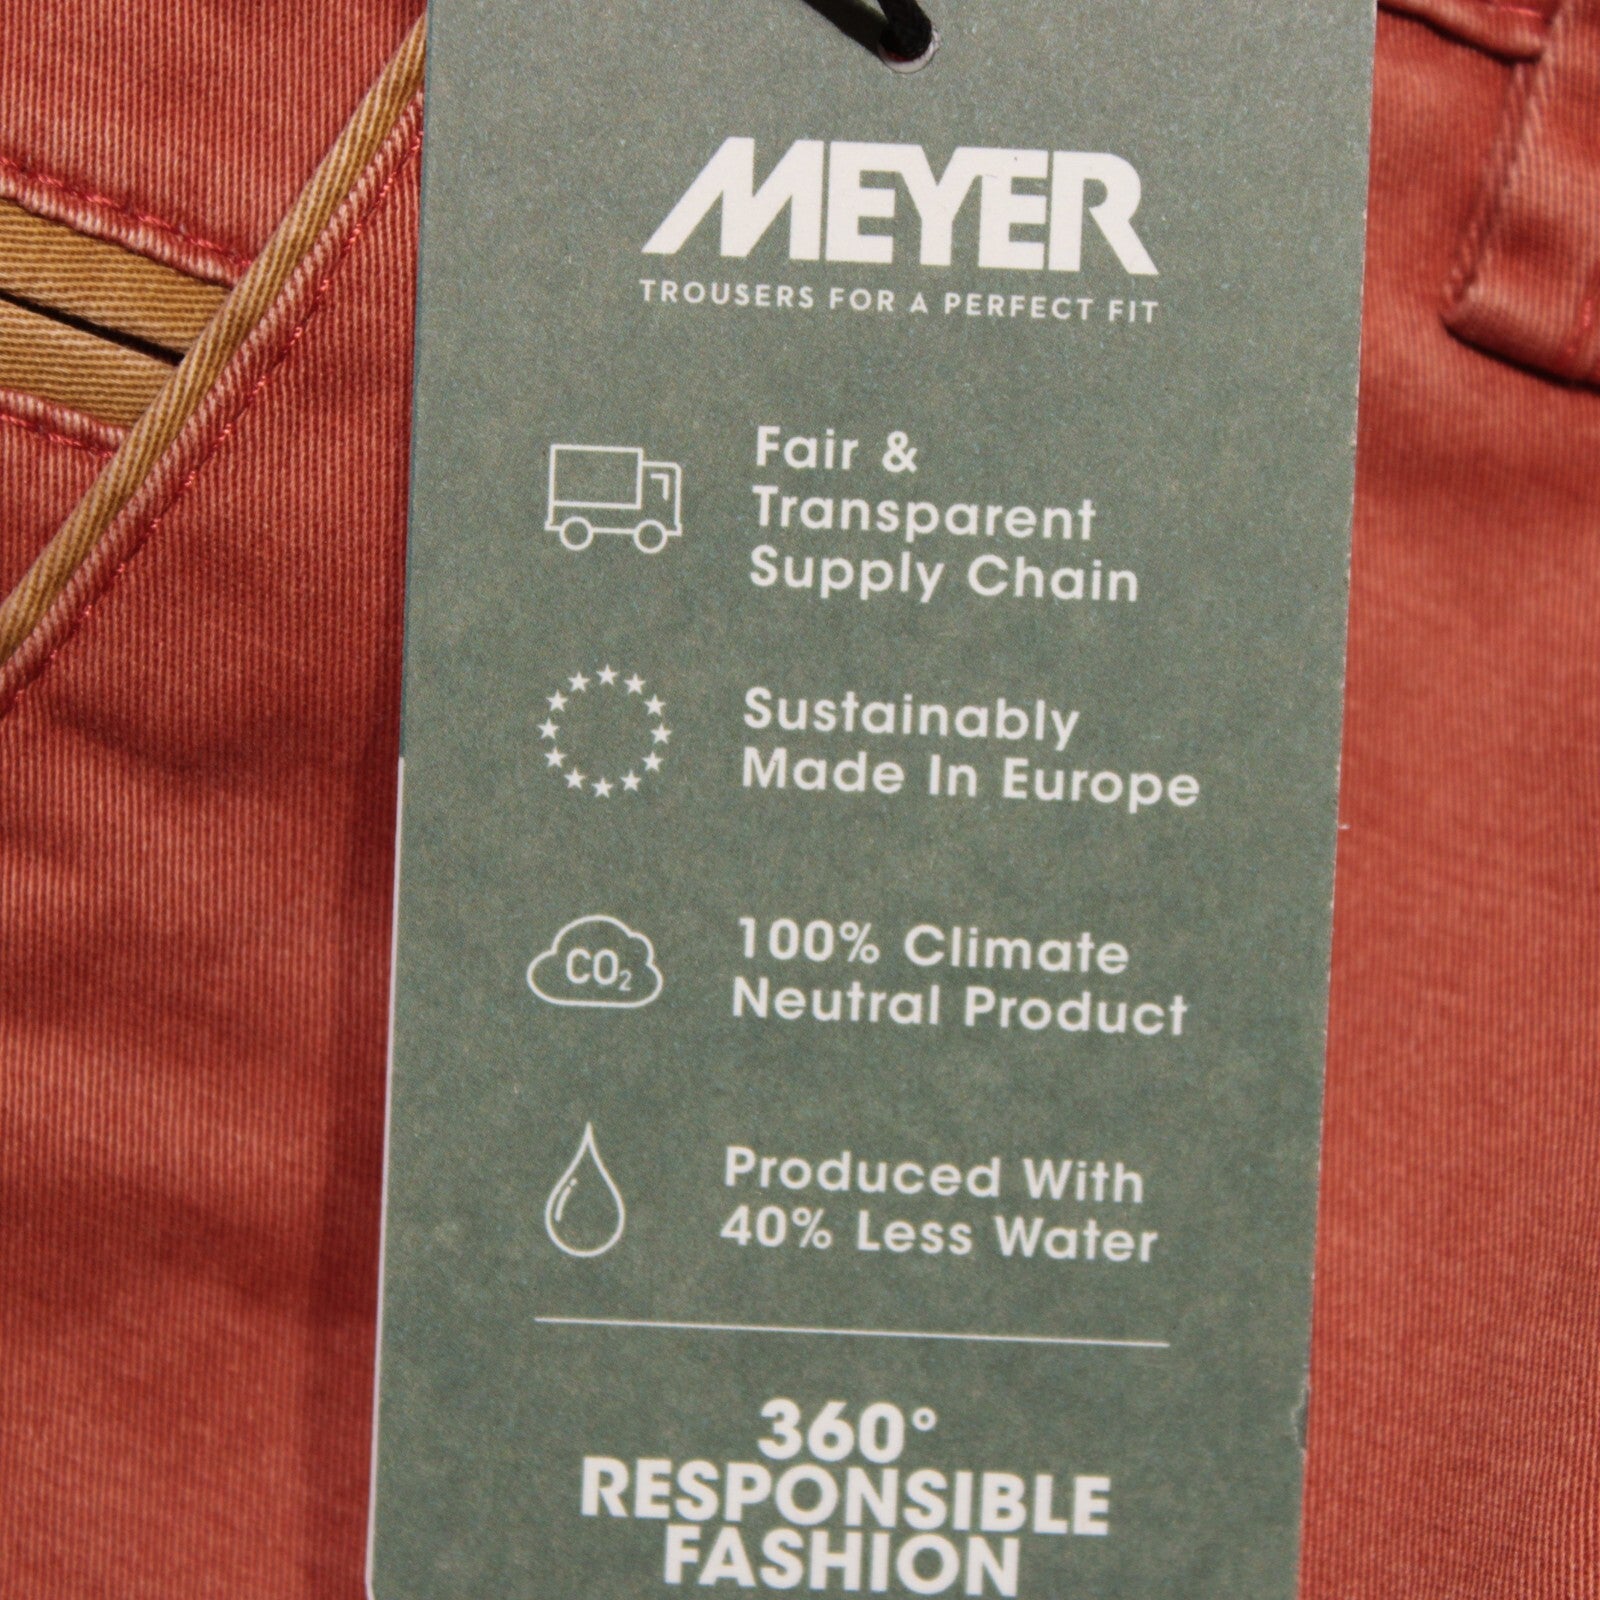 MEYER
TROUSERS FOR A PERFECT FIT
Fair &
Transparent
Supply Chain
Sustainably
Made In Europe
CO₂
100% Climate
Neutral Product
Produced With
40% Less Water
360°
RESPONSIBLE
FASHION